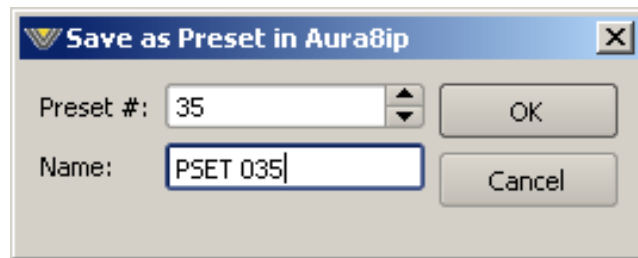 Save as Preset in Aura8ip
Preset #: 35 OK
Name: PSET 035 Cancel